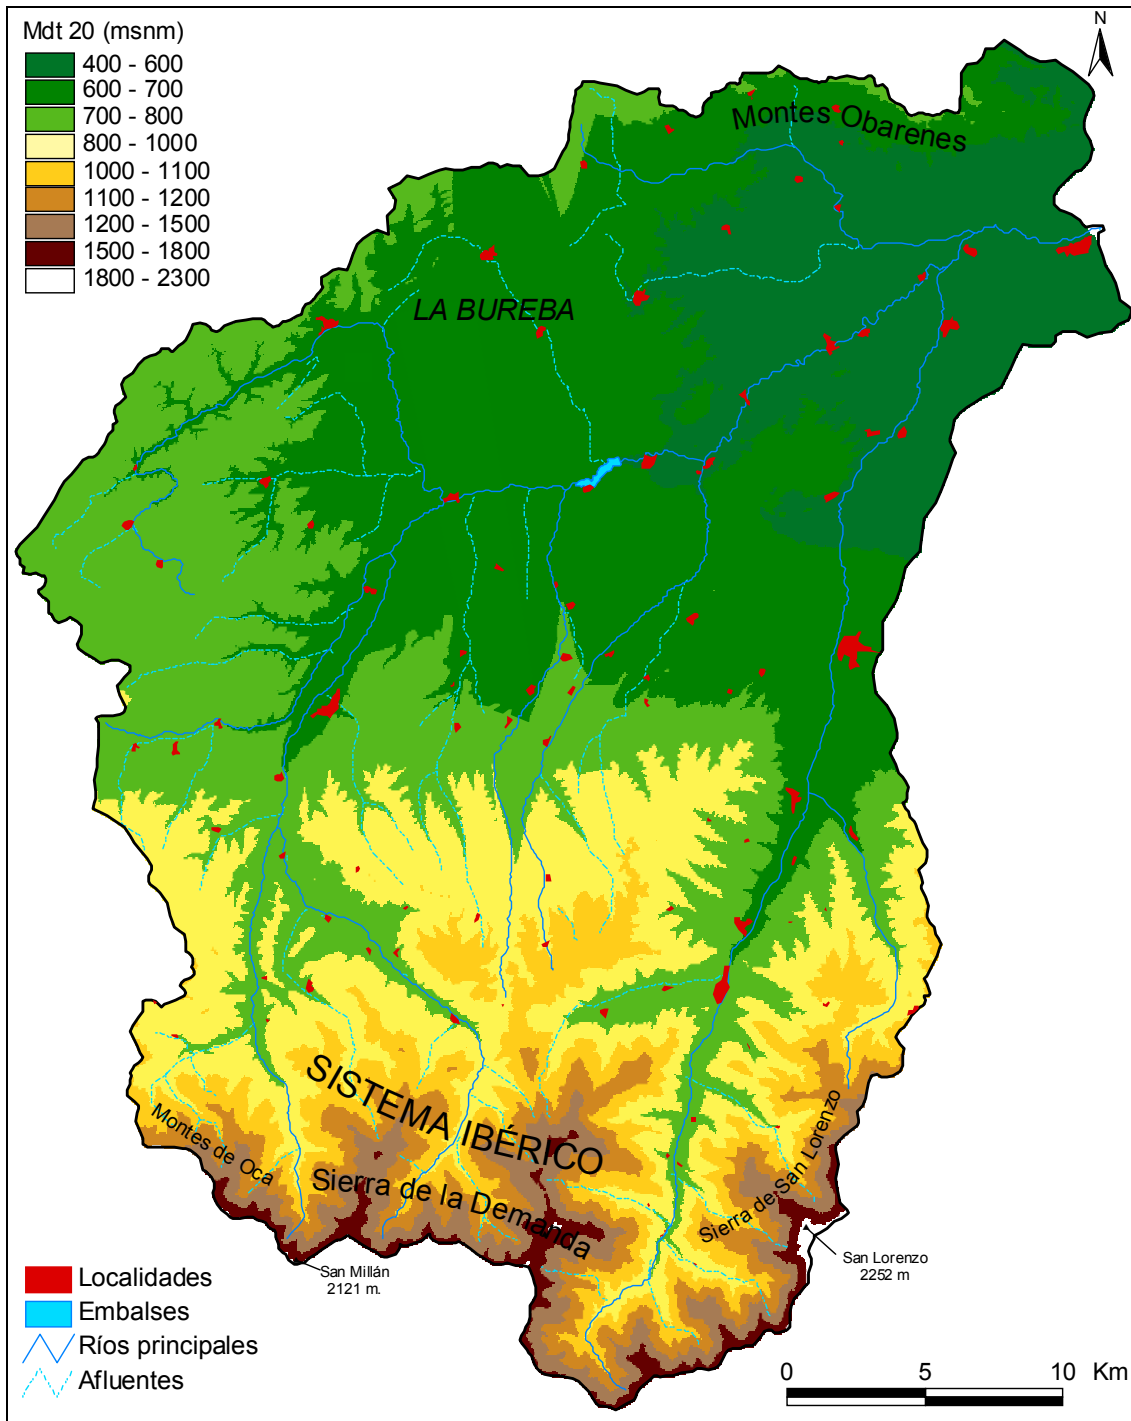 Mdt 20 (msnm)
400 - 600
600 - 700
700 - 800
800 - 1000
1000 - 1100
1100 - 1200
1200 - 1500
1500 - 1800
1800 - 2300
N
Montes Obarenes
LA BUREBA
SISTEMA IBÉRICO
Montes de Oca
Sierra de la Demanda
Sierra de San Lorenzo
San Millán
2121 m.
San Lorenzo
2252 m
Localidades
Embalses
Ríos principales
Afluentes
0 5 10 Km